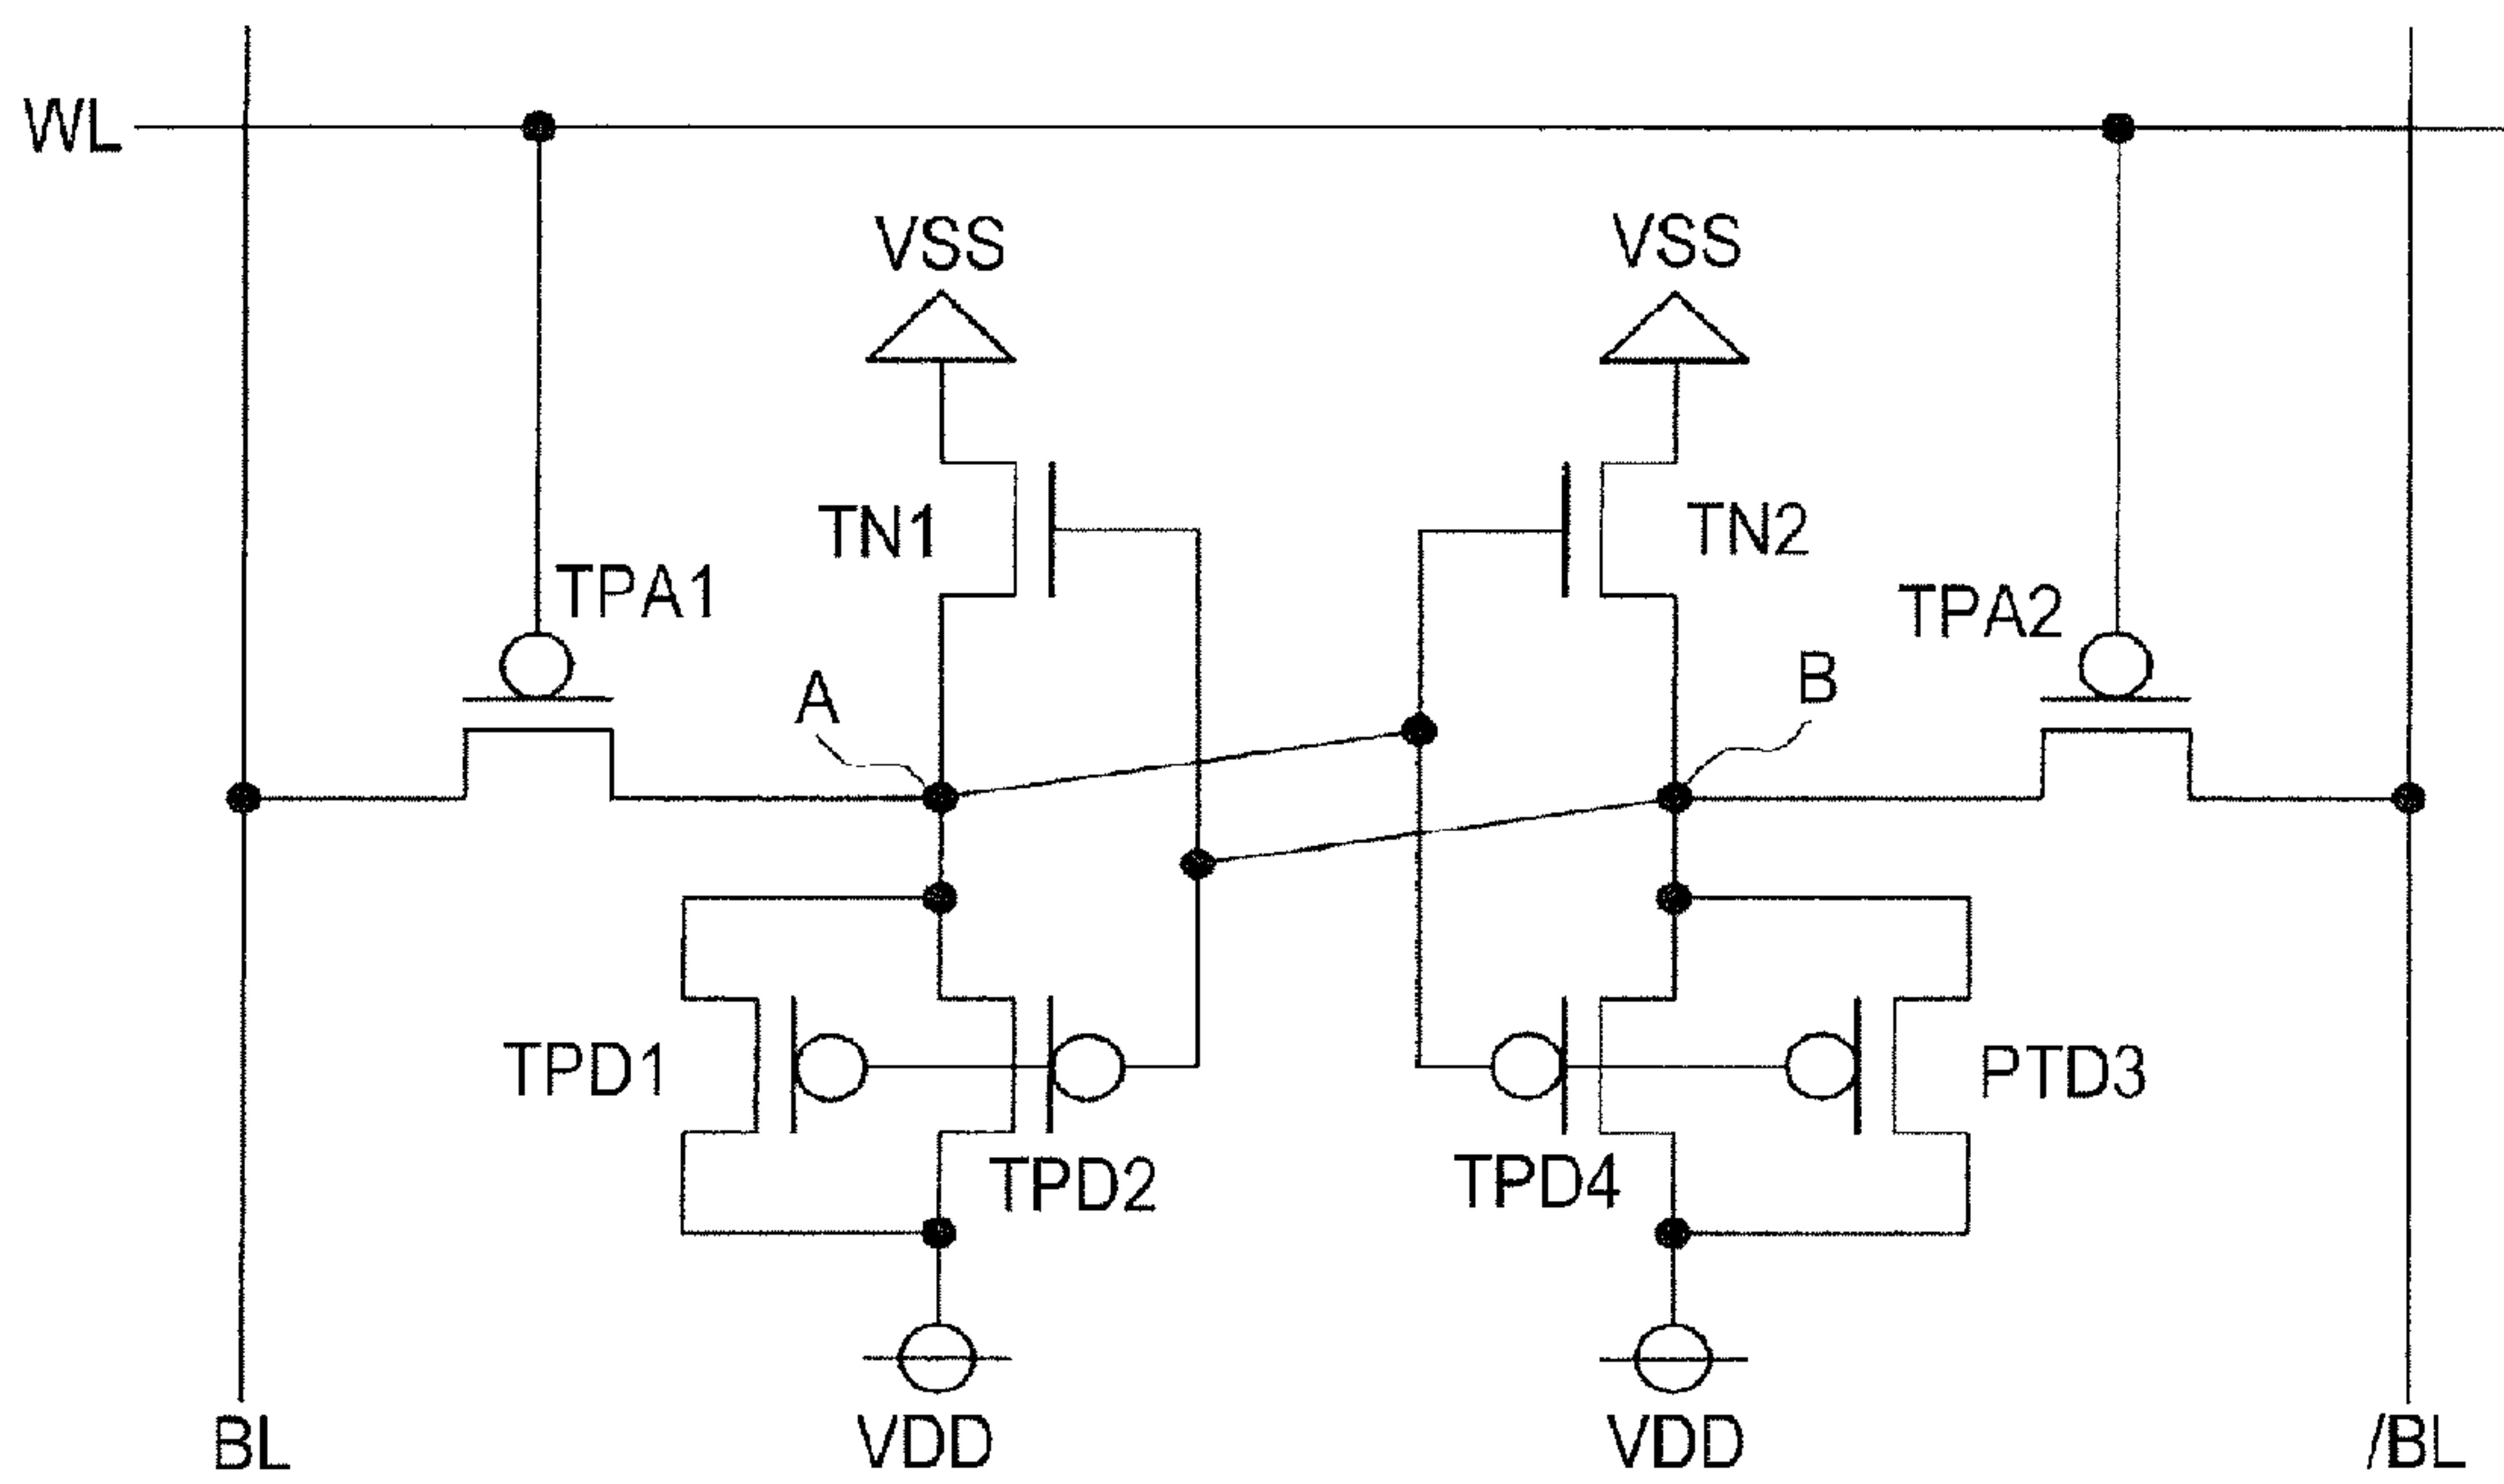 WL
VSS
VSS
TN1
TN2
TPA1
TPA2
A
B
TPD1
PTD3
TPD2
TPD4
BL
VDD
VDD
/BL